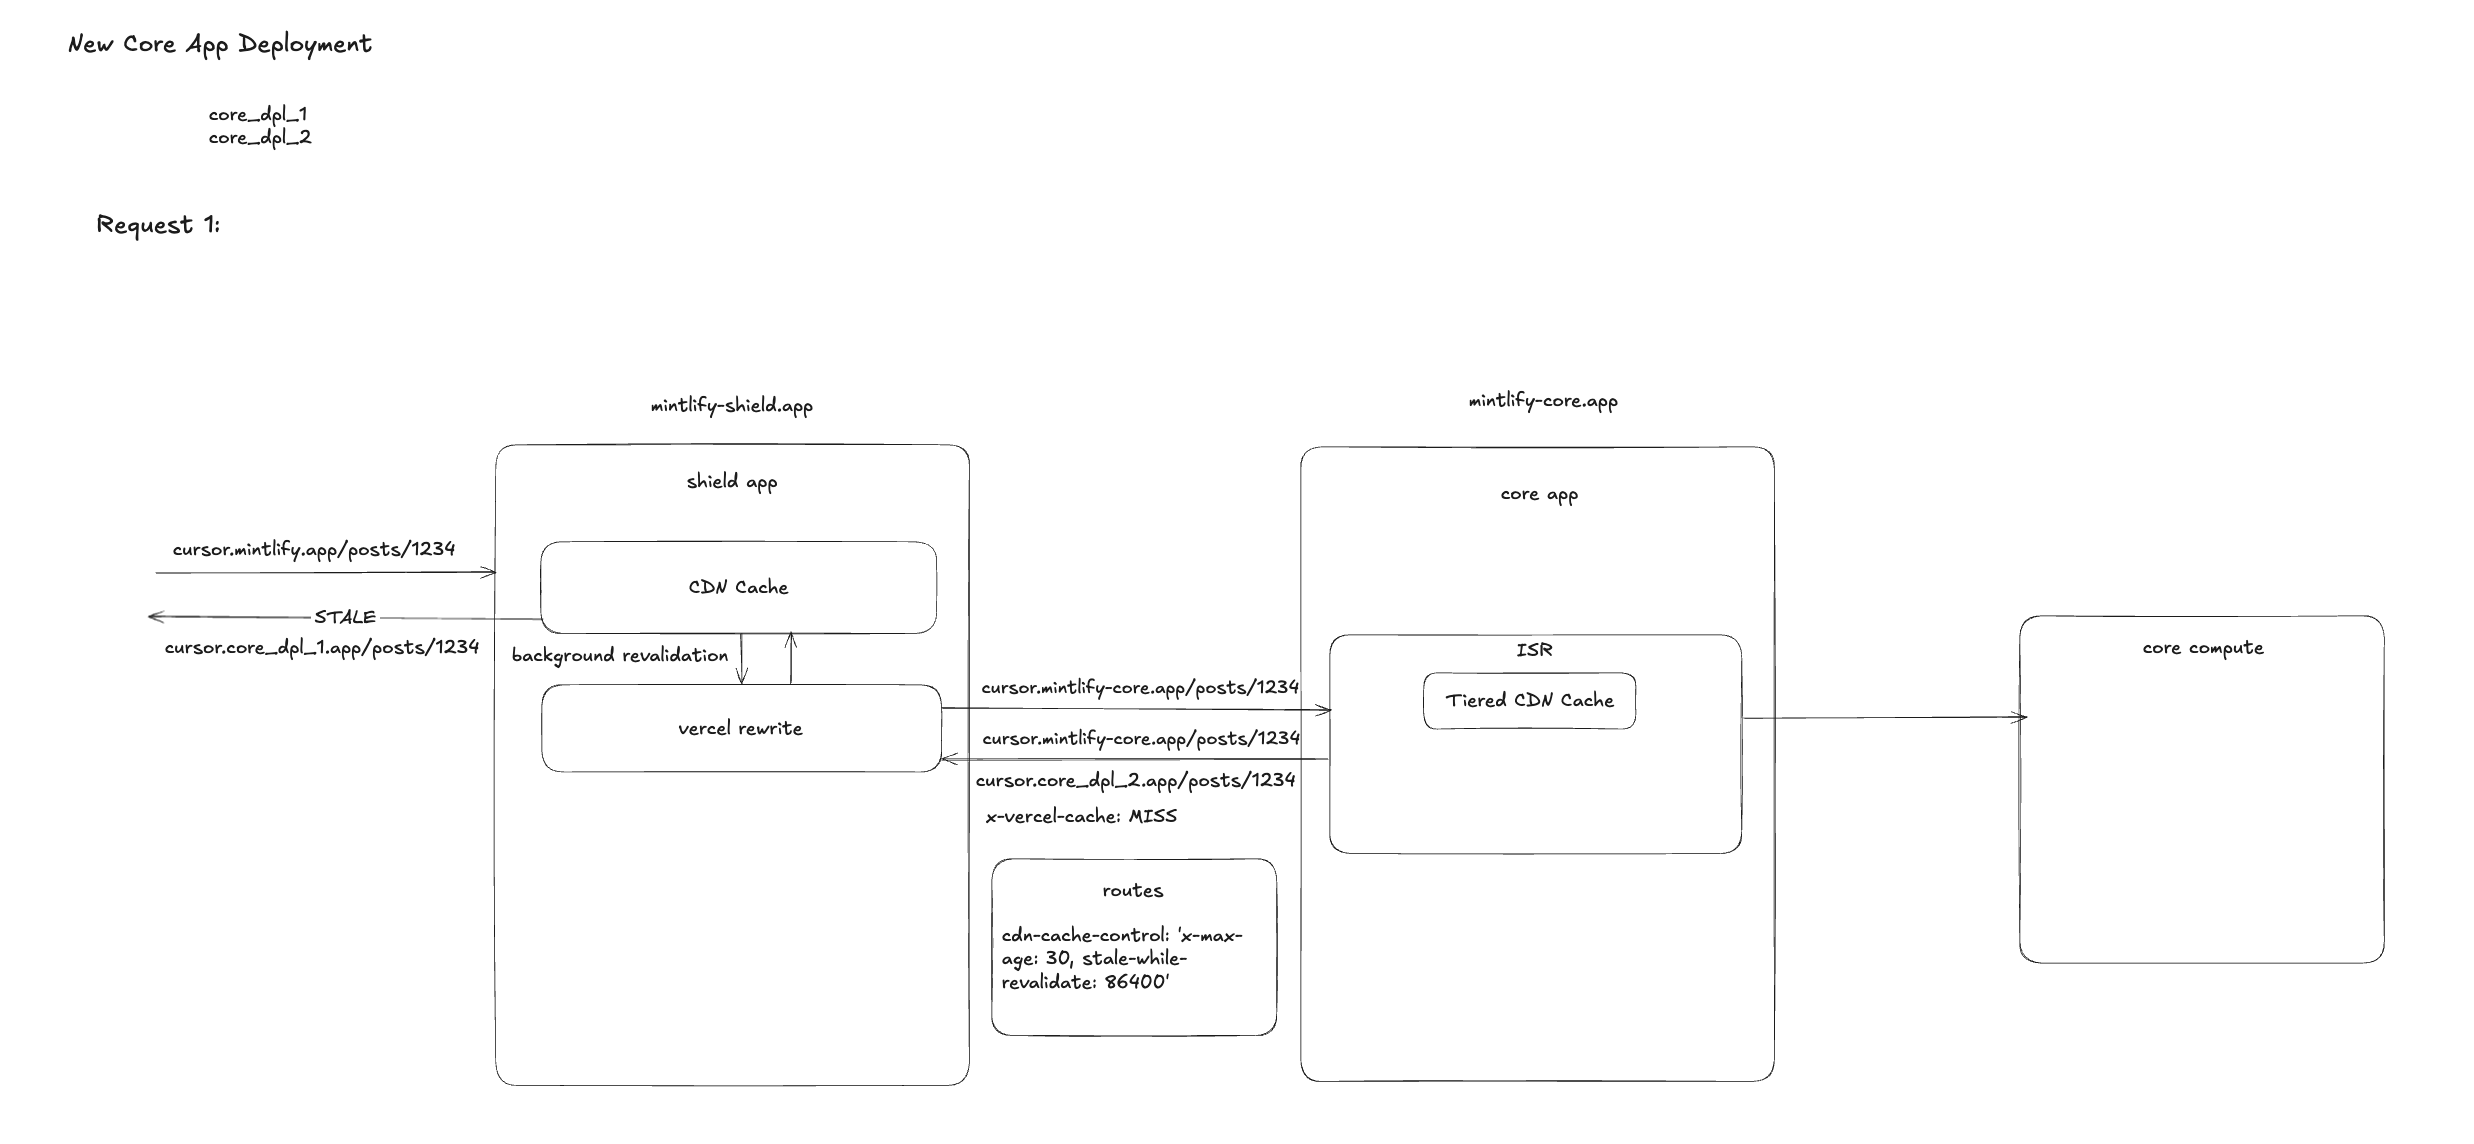 New Core App Deployment
core_dpl_1
core_dpl_2
Request 1:
mintlify-shield.app
mintlify-core.app
shield app
core app
cursor.mintlify.app/posts/1234
CDN Cache
STALE
cursor.core_dpl_1.app/posts/1234
background revalidation
ISR
core compute
cursor.mintlify-core.app/posts/1234
Tiered CDN Cache
vercel rewrite
cursor.mintlify-core.app/posts/1234
cursor.core_dpl_2.app/posts/1234
x-vercel-cache: MISS
routes
cdn-cache-control: 'x-max-
age: 30, stale-while-
revalidate: 86400'